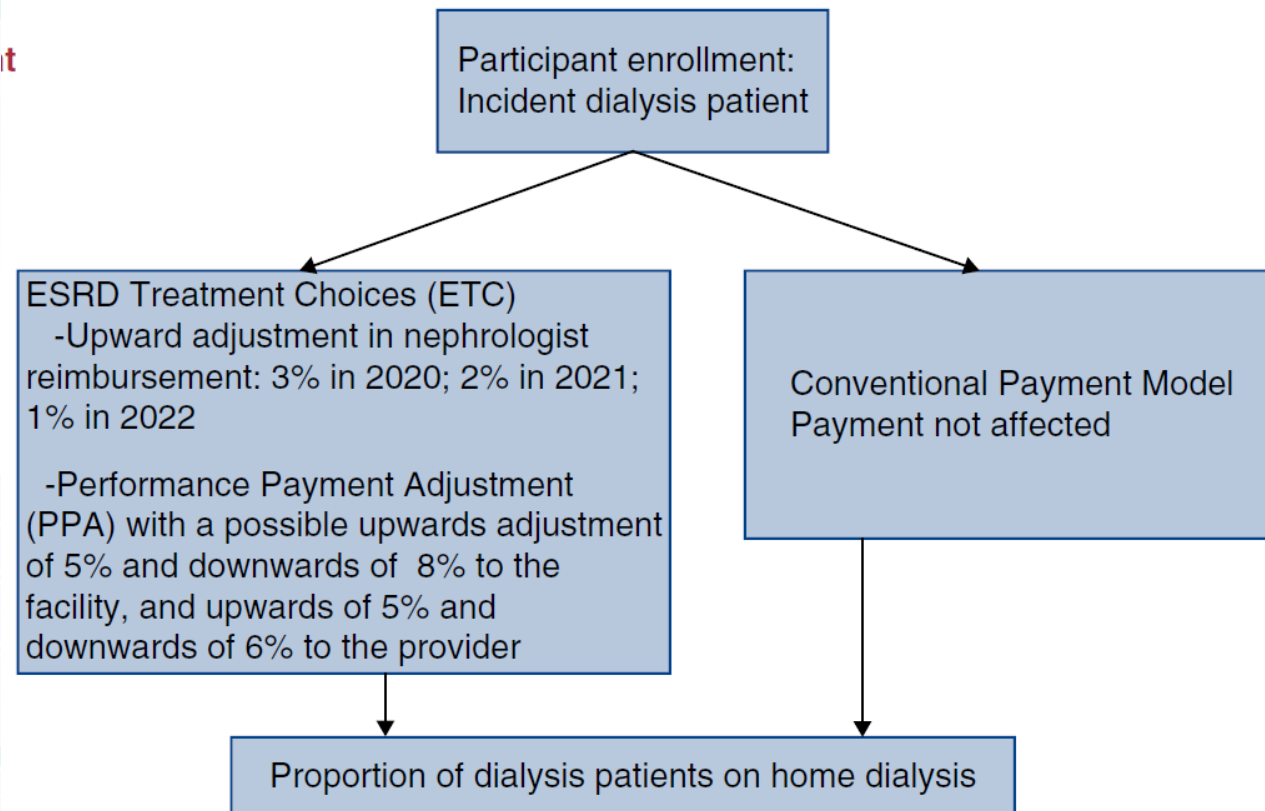 Participant enrollment:
Incident dialysis patient
ESRD Treatment Choices (ETC)
-Upward adjustment in nephrologist
reimbursement: 3% in 2020; 2% in 2021;
1% in 2022
-Performance Payment Adjustment
(PPA) with a possible upwards adjustment
of 5% and downwards of 8% to the
facility, and upwards of 5% and
downwards of 6% to the provider
Conventional Payment Model
Payment not affected
Proportion of dialysis patients on home dialysis